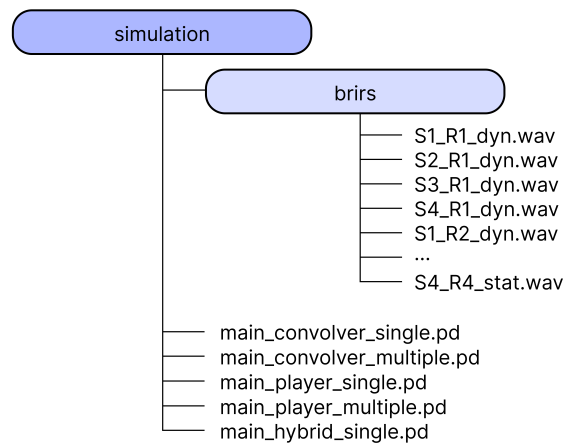 simulation
brirs
S1_R1_dyn.wav
S2_R1_dyn.wav
S3_R1_dyn.wav
S4_R1_dyn.wav
S1_R2_dyn.wav
...
S4_R4_stat.wav
main_convolver_single.pd
main_convolver_multiple.pd
main_player_single.pd
main_player_multiple.pd
main_hybrid_single.pd